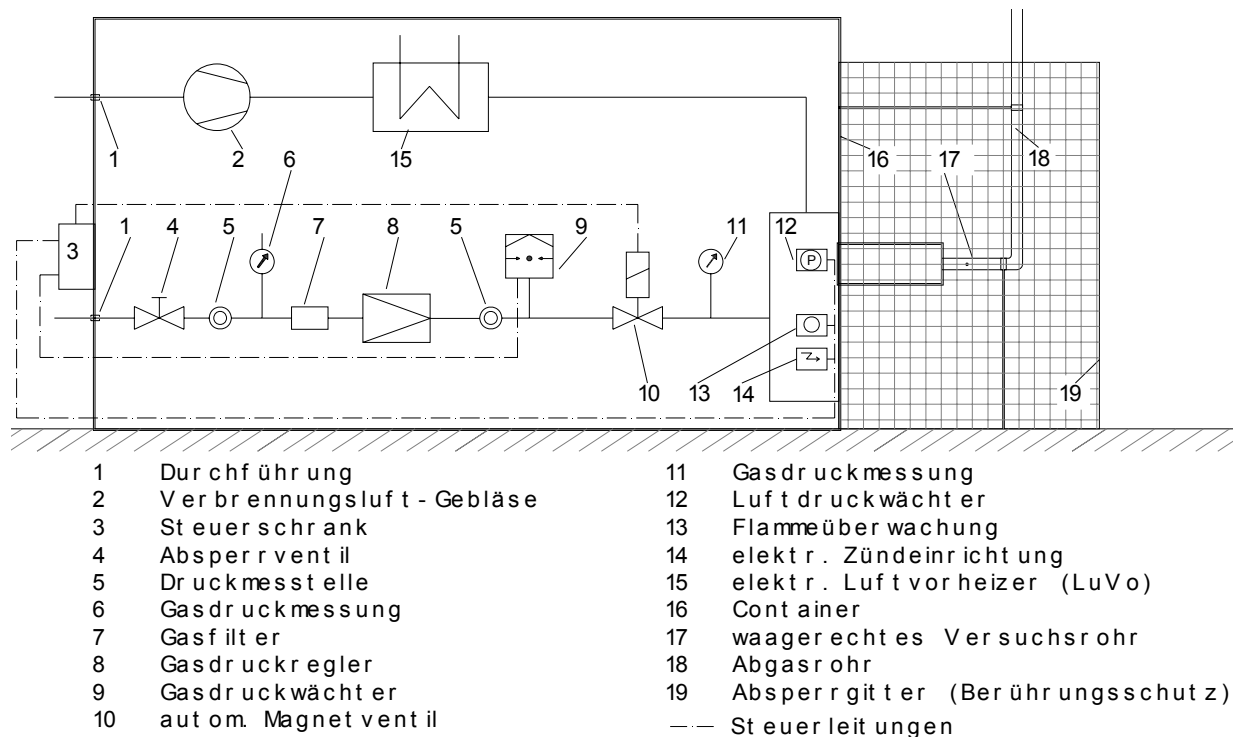 1
2
15
6
16
17
18
3
1
4
5
7
8
5
9
11
12
P
10
13
14
19
1 Durchführung
2 Verbrennungsluft-Gebläse
3 Steuerschrank
4 Absperrventil
5 Druckmesstelle
6 Gasdruckmessung
7 Gasfilter
8 Gasdruckregler
9 Gasdruckwächter
10 autom. Magnetventil
11 Gasdruckmessung
12 Luftdruckwächter
13 Flammeüberwachung
14 elektr. Zündeinrichtung
15 elektr. Luftvorheizer (LuVo)
16 Container
17 waagerechtes Versuchsrohr
18 Abgasrohr
19 Absperrgitter (Berührungsschutz)
Steuerleitungen